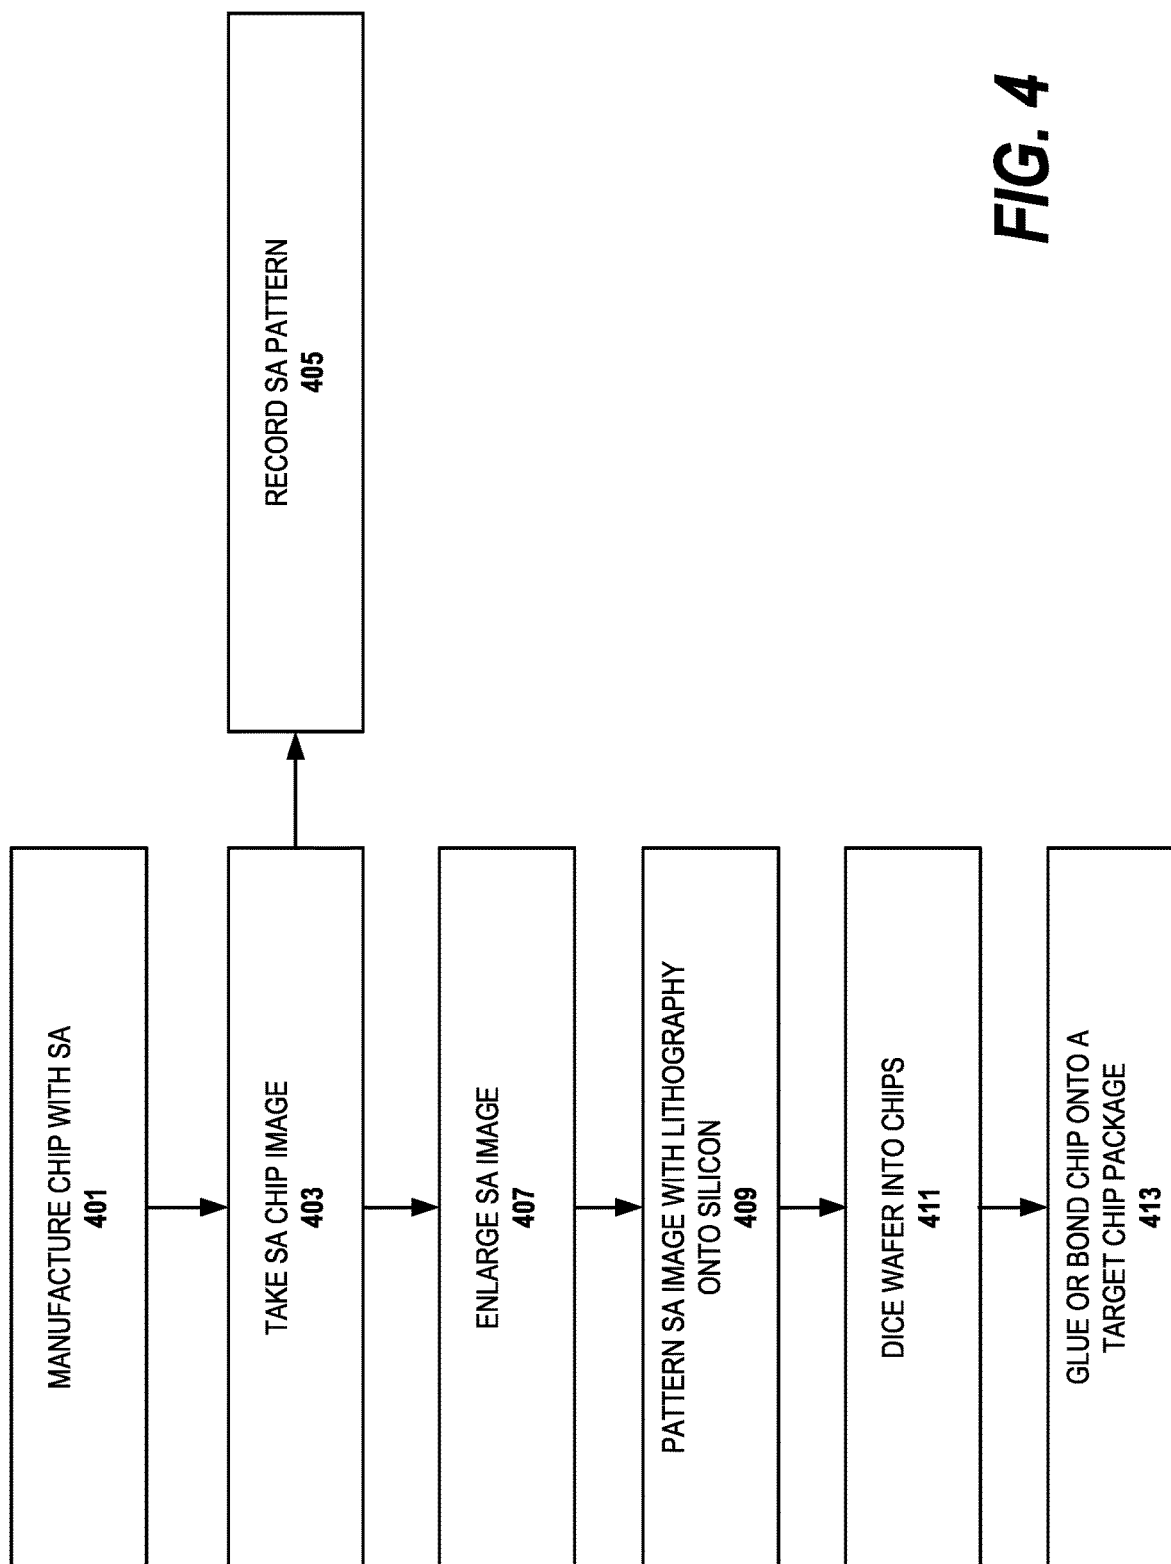 MANUFACTURE CHIP WITH SA
401
TAKE SA CHIP IMAGE
403
RECORD SA PATTERN
405
ENLARGE SA IMAGE
407
PATTERN SA IMAGE WITH LITHOGRAPHY
ONTO SILICON
409
DICE WAFER INTO CHIPS
411
GLUE OR BOND CHIP ONTO A
TARGET CHIP PACKAGE
413
FIG. 4